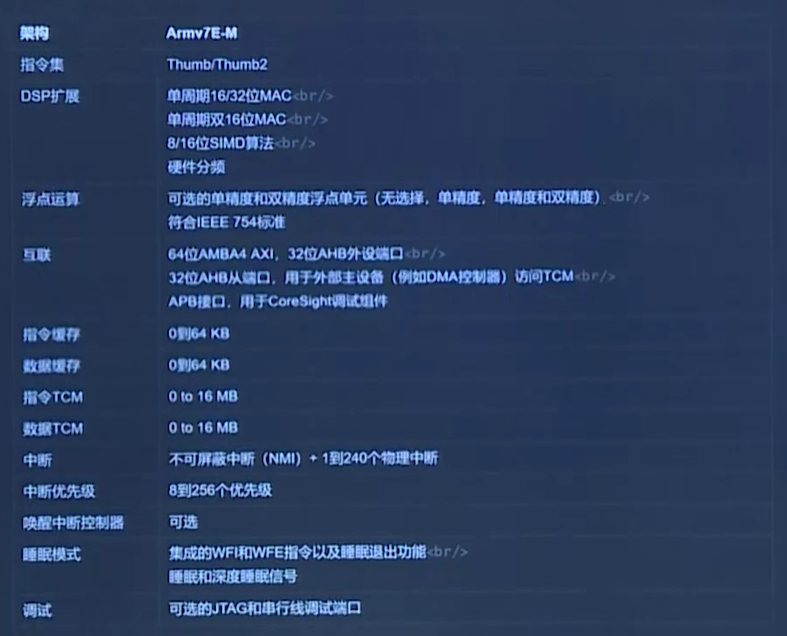 架构 Armv7E-M
指令集 Thumb/Thumb2
DSP扩展 单周期16/32位MAC<br/>
单周期双16位MAC<br/>
8/16位SIMD算法<br/>
硬件分频
浮点运算 可选的单精度和双精度浮点单元（无选择，单精度，单精度和双精度）.<br/>
符合IEEE 754标准
互联 64位AMBA4 AXI，32位AHB外设端口<br/>
32位AHB从端口，用于外部主设备（例如DMA控制器）访问TCM<br/>
APB接口，用于CoreSight调试组件
指令缓存 0到64 KB
数据缓存 0到64 KB
指令TCM 0 to 16 MB
数据TCM 0 to 16 MB
中断 不可屏蔽中断（NMI）+ 1到240个物理中断
中断优先级 8到256个优先级
唤醒中断控制器 可选
睡眠模式 集成的WFI和WFE指令以及睡眠退出功能<br/>
睡眠和深度睡眠信号
调试 可选的JTAG和串行线调试端口